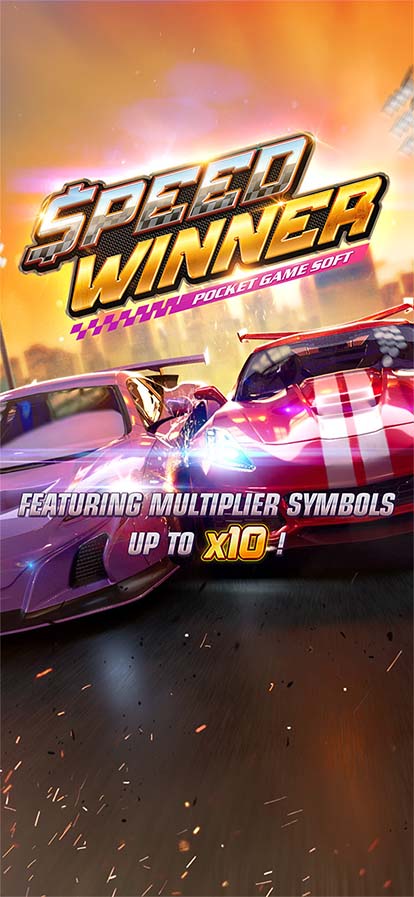 $PEED
WINNER
POCKET GAME SOFT
FEATURING MULTIPLIER SYMBOLS
UP TO x10 !